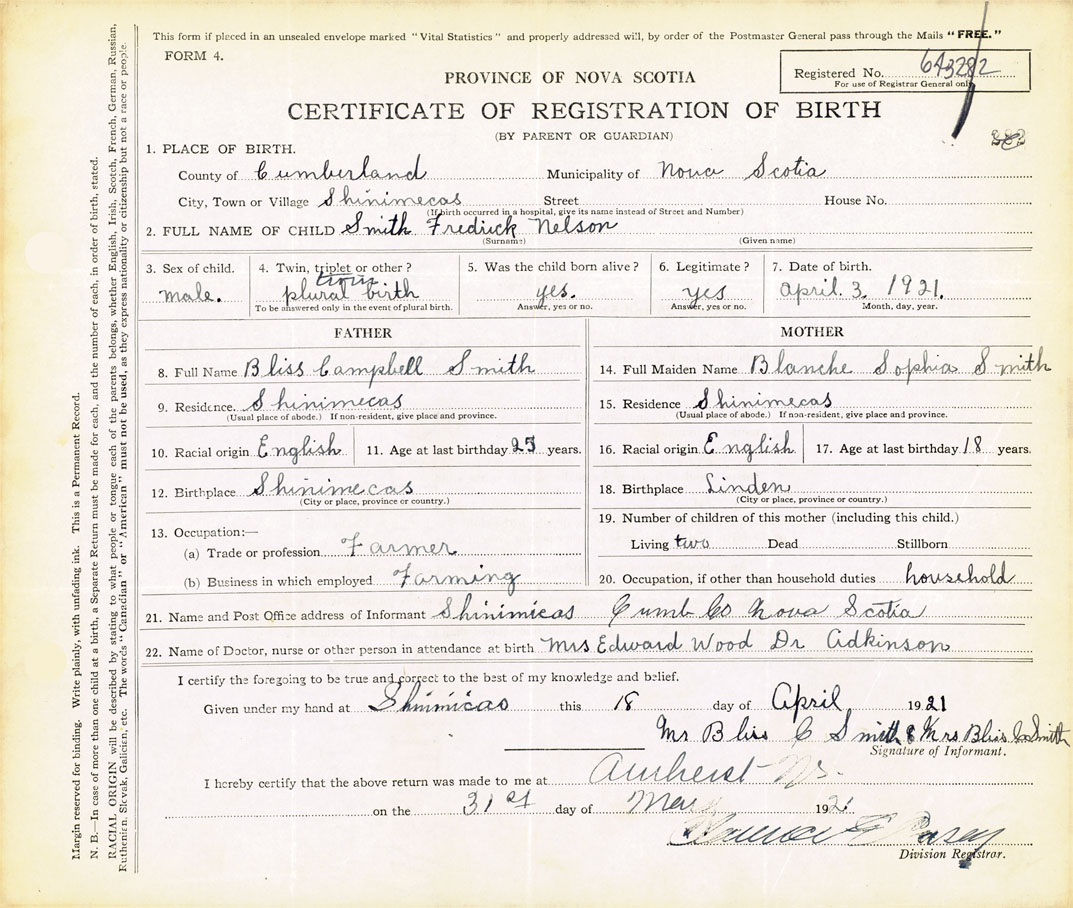 This form if placed in an unsealed envelope marked "Vital Statistics" and properly addressed will, by order of the Postmaster General pass through the Mails "FREE."
FORM 4.
Registered No. 643282
For use of Registrar General only
PROVINCE OF NOVA SCOTIA
CERTIFICATE OF REGISTRATION OF BIRTH
(BY PARENT OR GUARDIAN)
1. PLACE OF BIRTH.
County of Cumberland Municipality of Nova Scotia
City, Town or Village Shinimecas Street House No.
(If birth occurred in a hospital, give its name instead of Street and Number)
2. FULL NAME OF CHILD Smith Fredrick Nelson
(Surname) (Given name)
3. Sex of child. 4. Twin, triplet or other? 5. Was the child born alive? 6. Legitimate? 7. Date of birth.
twin
male. plural birth yes. yes April. 3. 1921.
To be answered only in the event of plural birth. Answer, yes or no. Answer, yes or no. Month, day, year.
FATHER
8. Full Name Bliss Campbell Smith
9. Residence. Shinimecas
(Usual place of abode.) If non-resident, give place and province.
10. Racial origin English 11. Age at last birthday 25 years.
12. Birthplace Shinimecas
(City or place, province or country.)
13. Occupation:—
(a) Trade or profession Farmer
(b) Business in which employed Farming
MOTHER
14. Full Maiden Name Blanche Sophia Smith
15. Residence Shinimecas
(Usual place of abode.) If non-resident, give place and province.
16. Racial origin English 17. Age at last birthday 18 years.
18. Birthplace Linden
(City or place, province or country.)
19. Number of children of this mother (including this child.)
Living two Dead Stillborn
20. Occupation, if other than household duties household
21. Name and Post Office address of Informant Shinimicas Cumb Co Nova Scotia
22. Name of Doctor, nurse or other person in attendance at birth Mrs Edward Wood Dr Adkinson
I certify the foregoing to be true and correct to the best of my knowledge and belief.
Given under my hand at Shinimicas this 18 day of April 1921
Mr Bliss C Smith & Mrs Bliss C Smith
Signature of Informant.
I hereby certify that the above return was made to me at Amherst NS.
on the 31st day of May 1921
Division Registrar.
Margin reserved for binding. Write plainly, with unfading ink. This is a Permanent Record.
N. B.—In case of more than one child at a birth, a Separate Return must be made for each, and the number of each, in order of birth, stated.
RACIAL ORIGIN will be described by stating to what people or tongue each of the parents belongs, whether English, Irish, Scotch, French, German, Russian,
Ruthenian, Slovak, Galician, etc. The words "Canadian" or "American" must not be used, as they express nationality or citizenship but not a race or people.